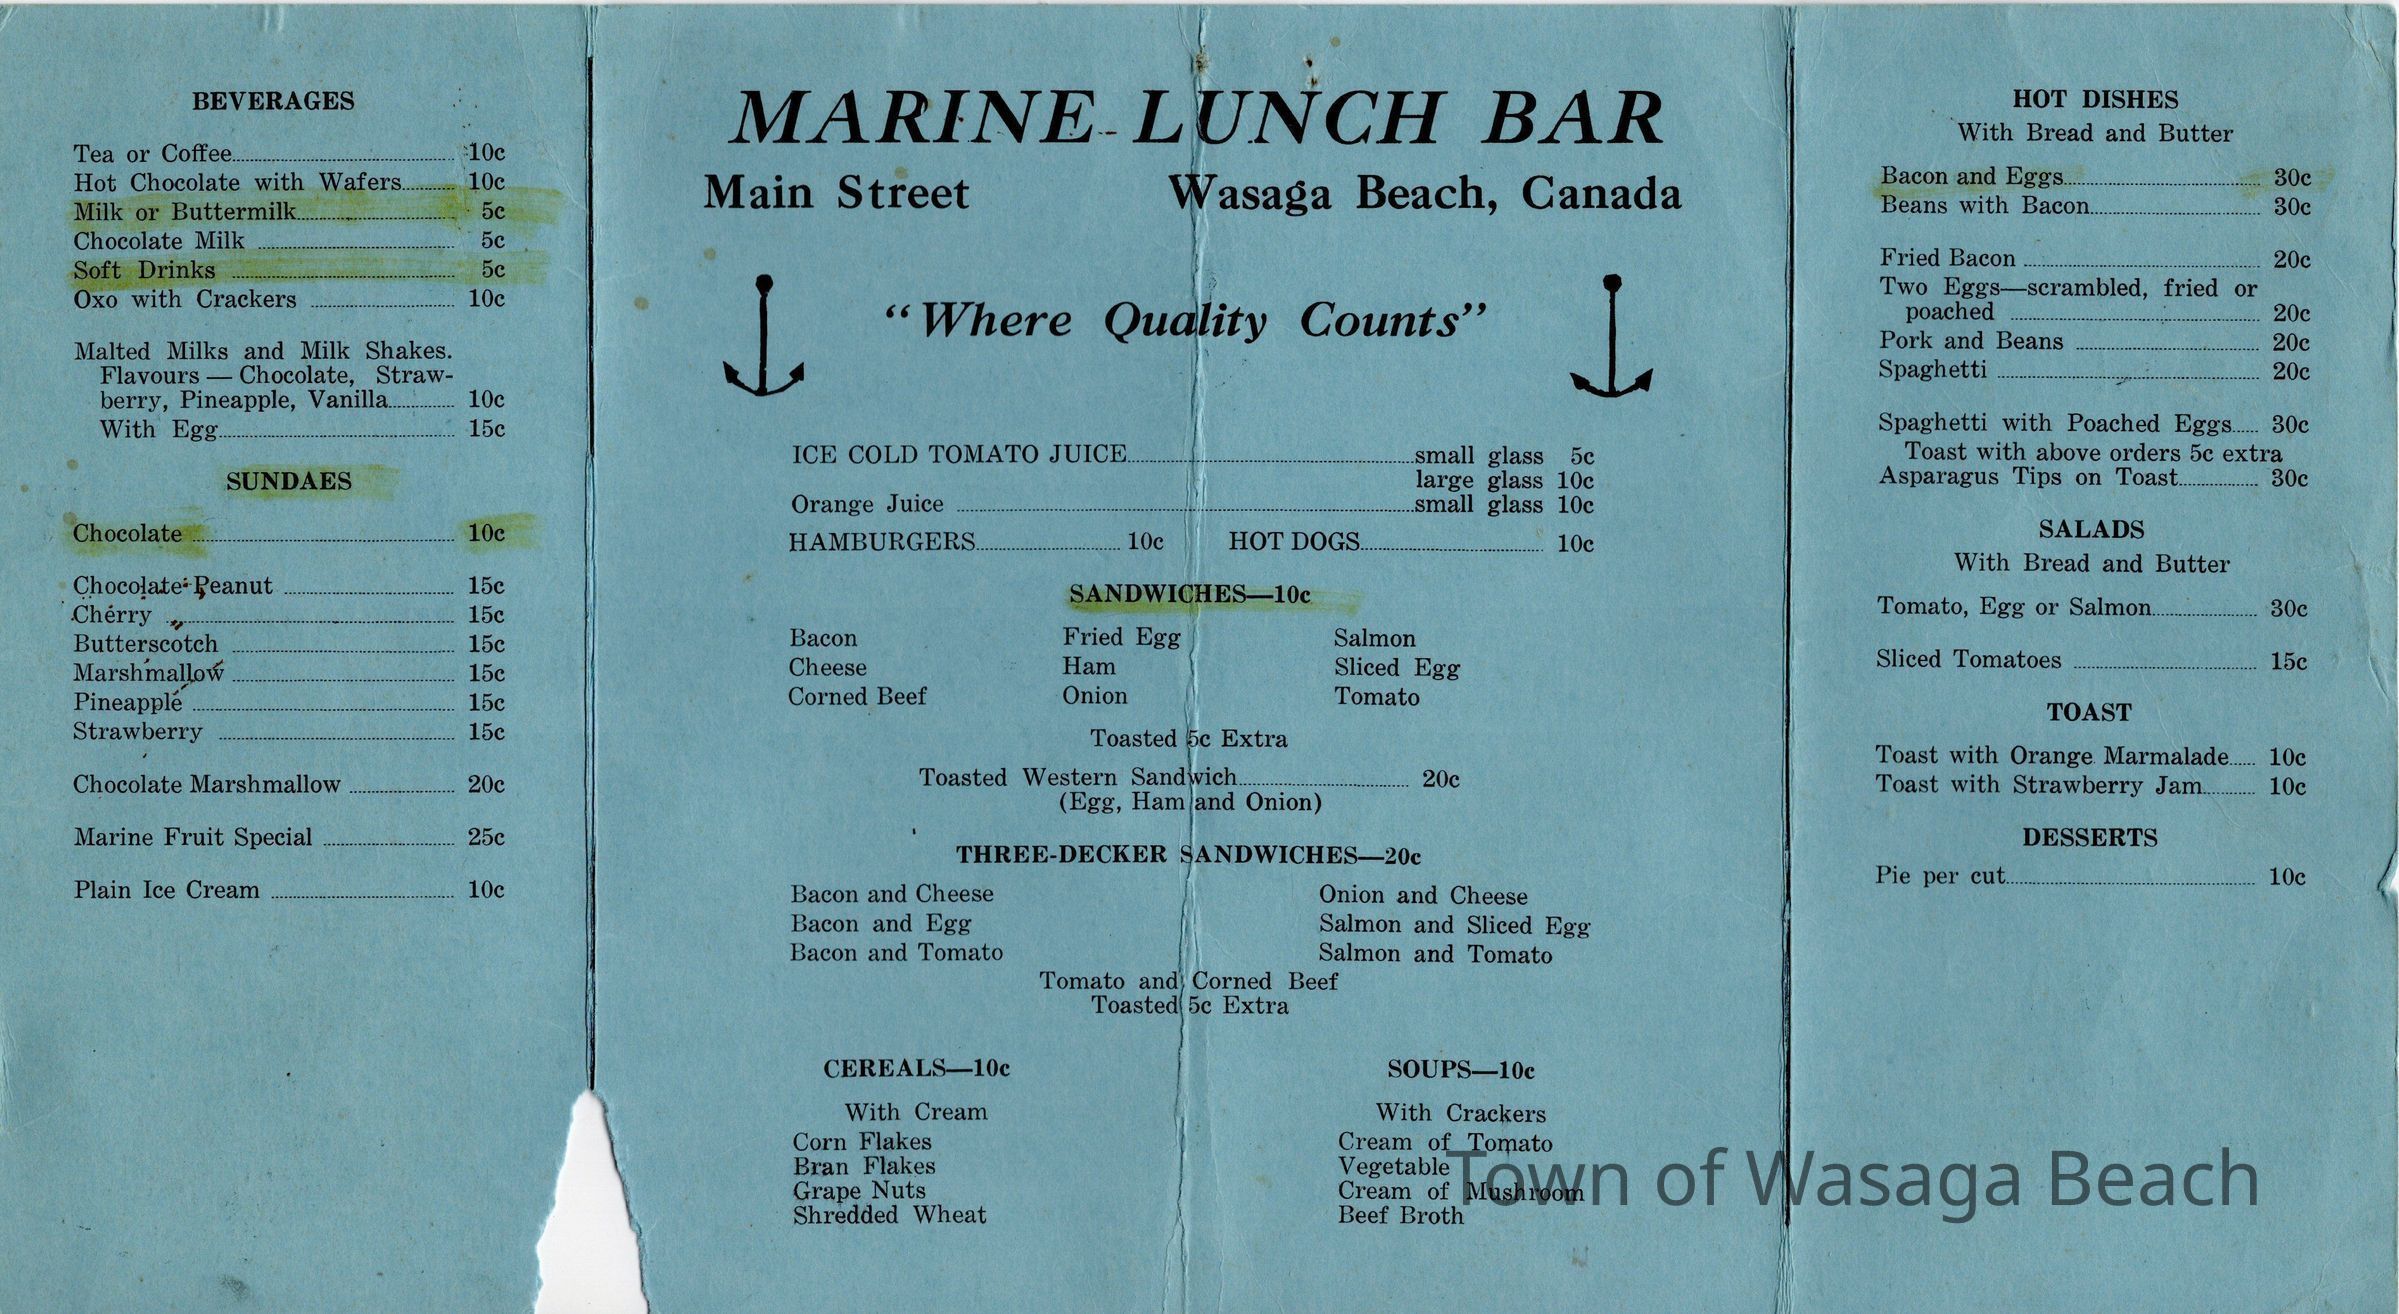 BEVERAGES
Tea or Coffee 10c
Hot Chocolate with Wafers 10c
Milk or Buttermilk 5c
Chocolate Milk 5c
Soft Drinks 5c
Oxo with Crackers 10c
Malted Milks and Milk Shakes.
Flavours — Chocolate, Straw-
berry, Pineapple, Vanilla 10c
With Egg 15c
SUNDAES
Chocolate 10c
Chocolate-Peanut 15c
Cherry 15c
Butterscotch 15c
Marshmallow 15c
Pineapple 15c
Strawberry 15c
Chocolate Marshmallow 20c
Marine Fruit Special 25c
Plain Ice Cream 10c
MARINE LUNCH BAR
Main Street Wasaga Beach, Canada
"Where Quality Counts"
ICE COLD TOMATO JUICE small glass 5c
large glass 10c
Orange Juice small glass 10c
HAMBURGERS 10c HOT DOGS 10c
SANDWICHES—10c
Bacon Fried Egg Salmon
Cheese Ham Sliced Egg
Corned Beef Onion Tomato
Toasted 5c Extra
Toasted Western Sandwich 20c
(Egg, Ham and Onion)
THREE-DECKER SANDWICHES—20c
Bacon and Cheese Onion and Cheese
Bacon and Egg Salmon and Sliced Egg
Bacon and Tomato Salmon and Tomato
Tomato and Corned Beef
Toasted 5c Extra
CEREALS—10c
With Cream
Corn Flakes
Bran Flakes
Grape Nuts
Shredded Wheat
SOUPS—10c
With Crackers
Cream of Tomato
Vegetable
Cream of Mushroom
Beef Broth
HOT DISHES
With Bread and Butter
Bacon and Eggs 30c
Beans with Bacon 30c
Fried Bacon 20c
Two Eggs—scrambled, fried or
poached 20c
Pork and Beans 20c
Spaghetti 20c
Spaghetti with Poached Eggs 30c
Toast with above orders 5c extra
Asparagus Tips on Toast 30c
SALADS
With Bread and Butter
Tomato, Egg or Salmon 30c
Sliced Tomatoes 15c
TOAST
Toast with Orange Marmalade 10c
Toast with Strawberry Jam 10c
DESSERTS
Pie per cut 10c
Town of Wasaga Beach